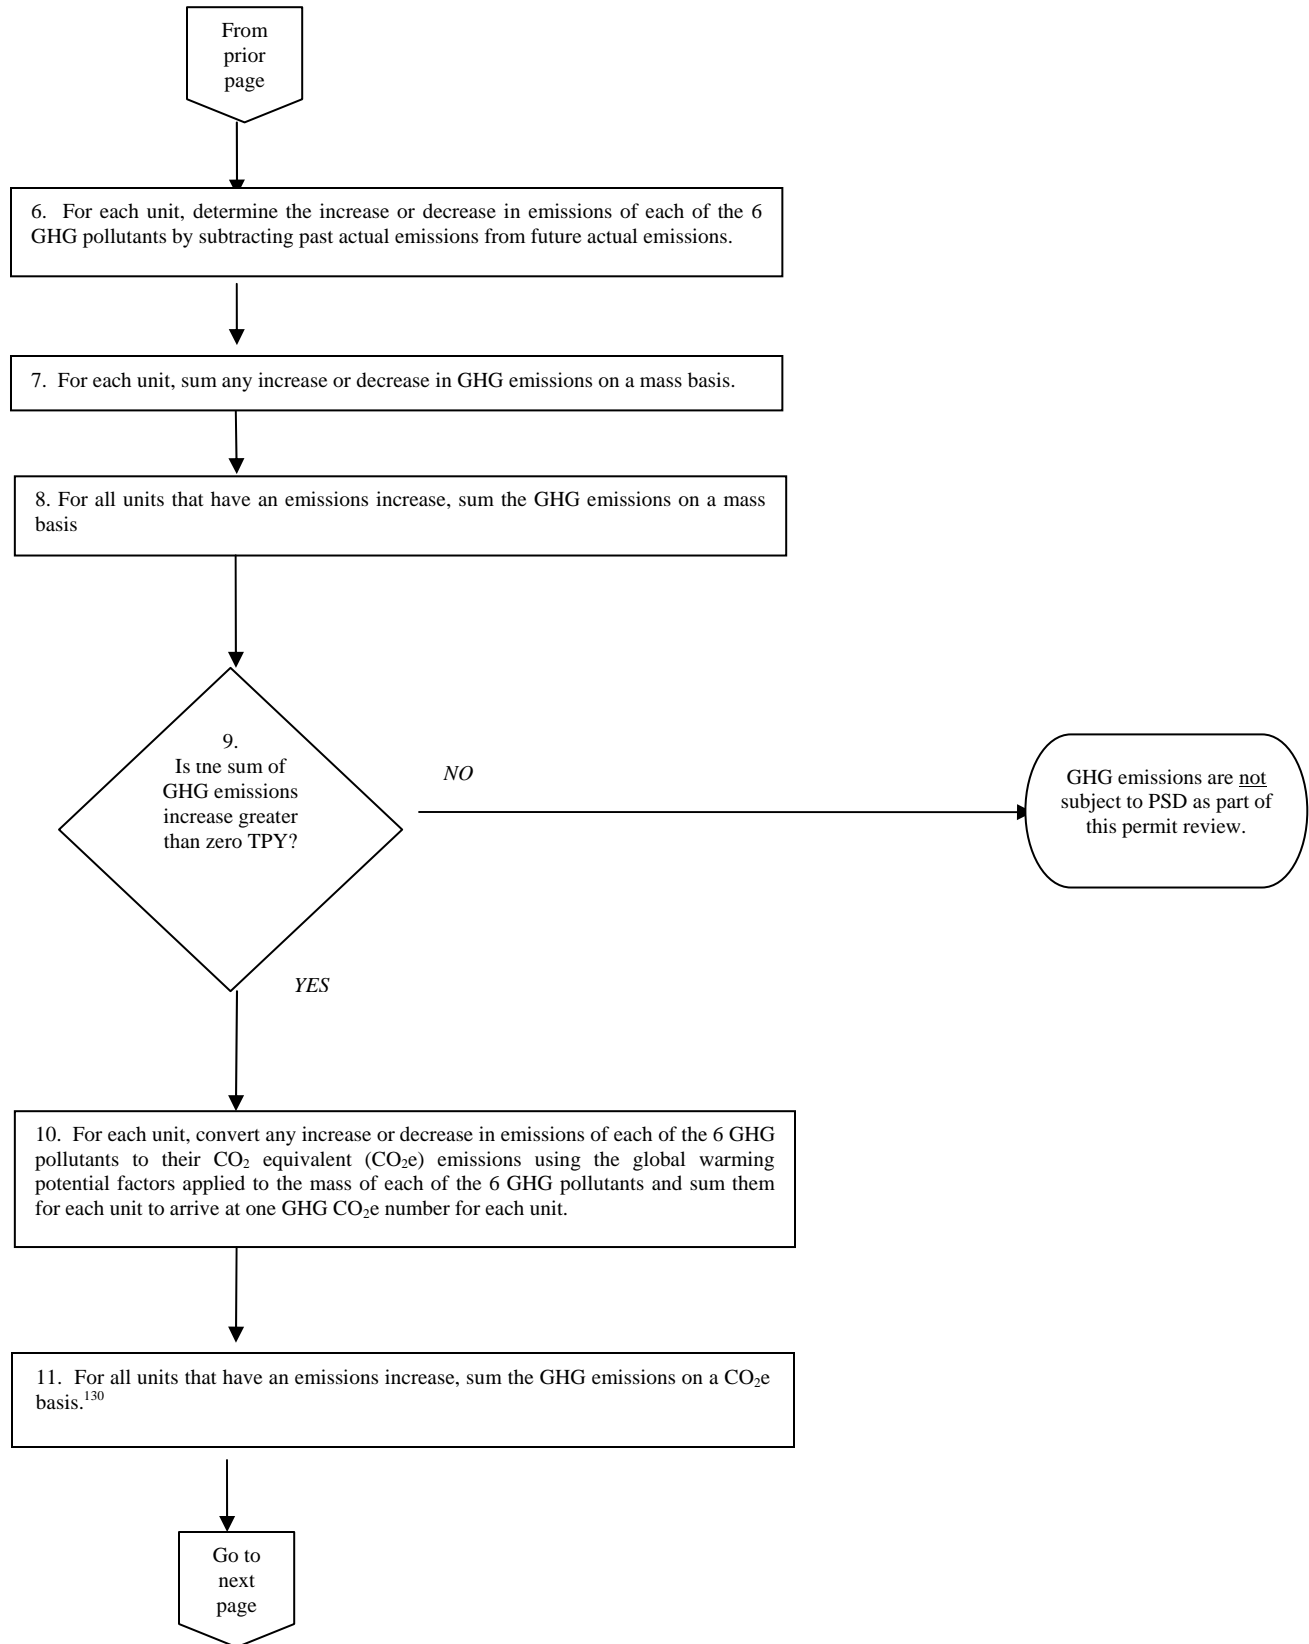 From
prior
page
6. For each unit, determine the increase or decrease in emissions of each of the 6
GHG pollutants by subtracting past actual emissions from future actual emissions.
7. For each unit, sum any increase or decrease in GHG emissions on a mass basis.
8. For all units that have an emissions increase, sum the GHG emissions on a mass
basis
9.
Is the sum of
GHG emissions
increase greater
than zero TPY?
NO
GHG emissions are not
subject to PSD as part of
this permit review.
YES
10. For each unit, convert any increase or decrease in emissions of each of the 6 GHG
pollutants to their CO₂ equivalent (CO₂e) emissions using the global warming
potential factors applied to the mass of each of the 6 GHG pollutants and sum them
for each unit to arrive at one GHG CO₂e number for each unit.
11. For all units that have an emissions increase, sum the GHG emissions on a CO₂e
basis.¹³⁰
Go to
next
page